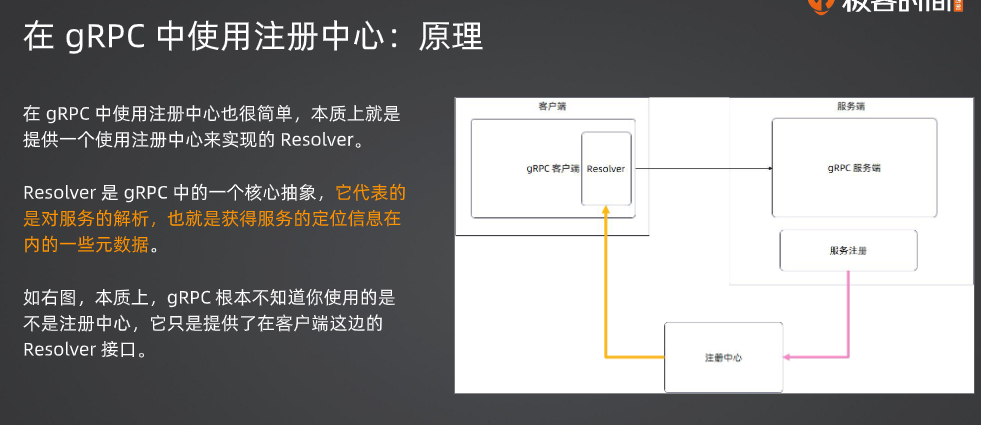 极客时间
在 gRPC 中使用注册中心：原理
在 gRPC 中使用注册中心也很简单，本质上就是
提供一个使用注册中心来实现的 Resolver。
Resolver 是 gRPC 中的一个核心抽象，它代表的
是对服务的解析，也就是获得服务的定位信息在
内的一些元数据。
如右图，本质上，gRPC 根本不知道你使用的是
不是注册中心，它只是提供了在客户端这边的
Resolver 接口。
客户端
gRPC 客户端
Resolver
服务端
gRPC 服务端
服务注册
注册中心